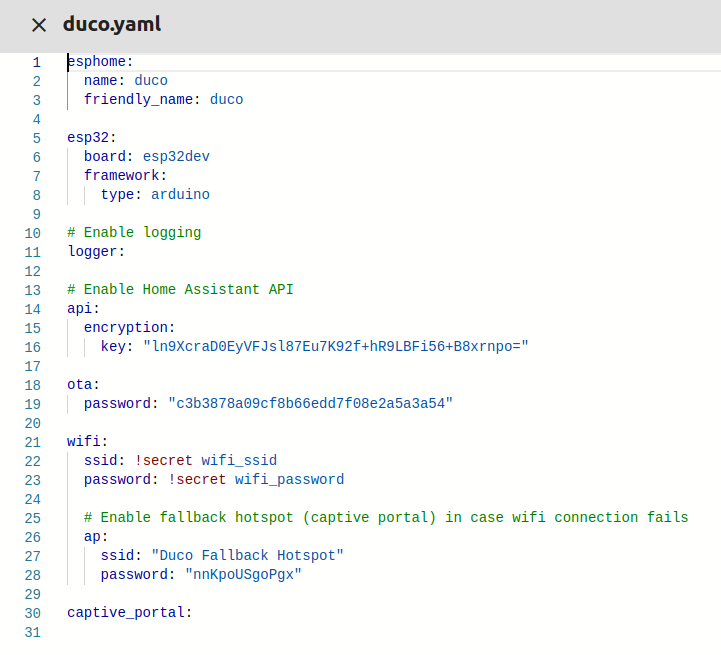 × duco.yaml
1 esphome:
2   name: duco
3   friendly_name: duco
4
5 esp32:
6   board: esp32dev
7   framework:
8     type: arduino
9
10 # Enable logging
11 logger:
12
13 # Enable Home Assistant API
14 api:
15   encryption:
16     key: "ln9XcraD0EyVFJsl87Eu7K92f+hR9LBFi56+B8xrnpo="
17
18 ota:
19   password: "c3b3878a09cf8b66edd7f08e2a5a3a54"
20
21 wifi:
22   ssid: !secret wifi_ssid
23   password: !secret wifi_password
24
25   # Enable fallback hotspot (captive portal) in case wifi connection fails
26   ap:
27     ssid: "Duco Fallback Hotspot"
28     password: "nnKpoUSgoPgx"
29
30 captive_portal:
31